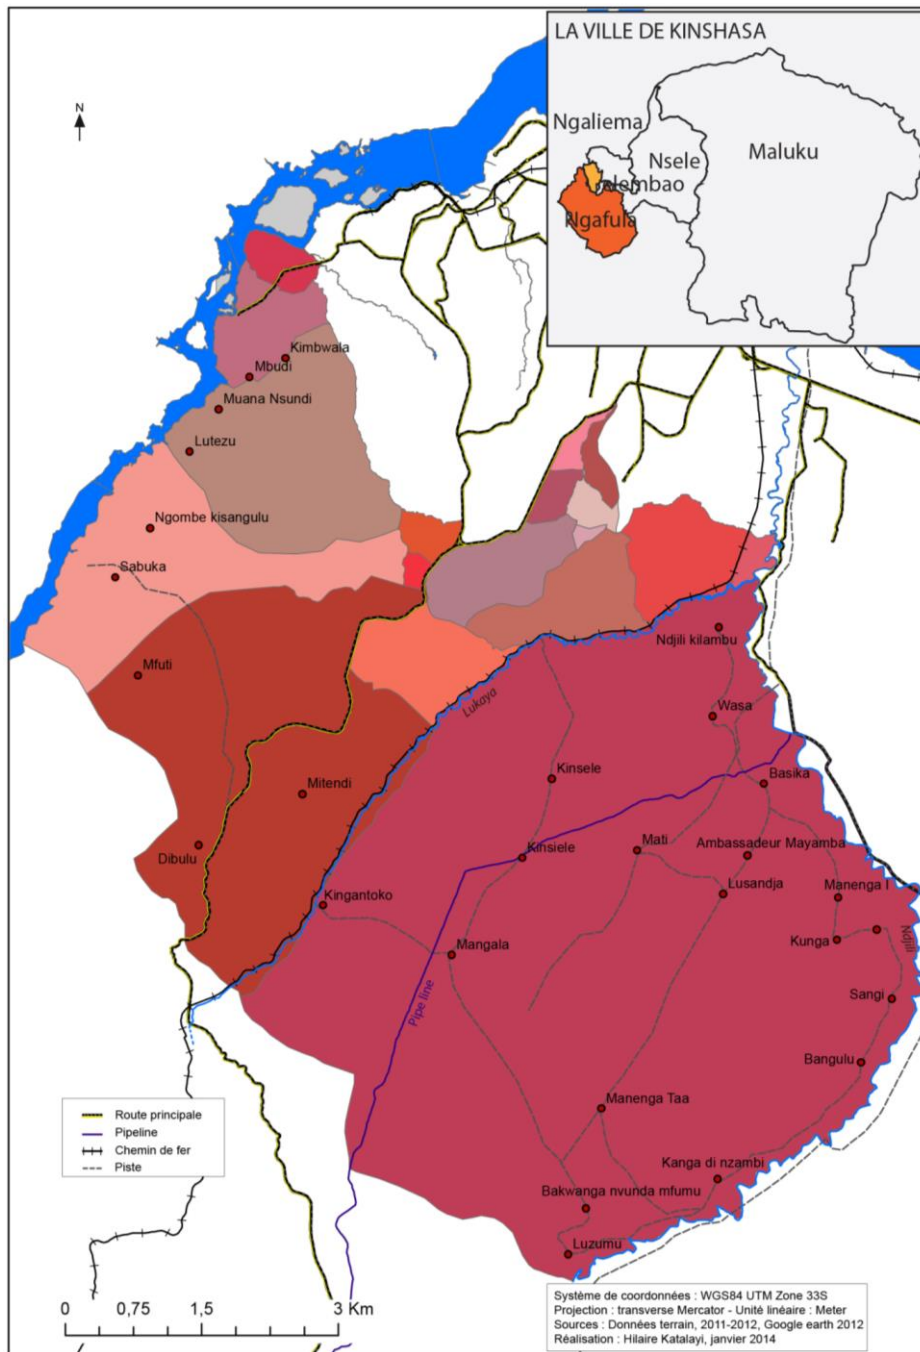 LA VILLE DE KINSHASA
Ngaliema
Nsele
Maluku
Ngafula
N
Kimbwala
Mbudi
Muana Nsundi
Lutezu
Ngombe kisangulu
Sabuka
Ndjili kilambu
Mfuti
Lukaya
Wasa
Kinsele
Basika
Mitendi
Mati
Ambassadeur Mayamba
Dibulu
Kinsiele
Lusandja
Manenga I
Kingantoko
Mangala
Kunga
Ndjili
Sangi
Pipe line
Bangulu
Manenga Taa
Route principale
Pipeline
Chemin de fer
Piste
Kanga di nzambi
Bakwanga nvunda mfumu
Luzumu
0 0,75 1,5 3 Km
Système de coordonnées : WGS84 UTM Zone 33S
Projection : transverse Mercator - Unité linéaire : Meter
Sources : Données terrain, 2011-2012, Google earth 2012
Réalisation : Hilaire Katalayi, janvier 2014